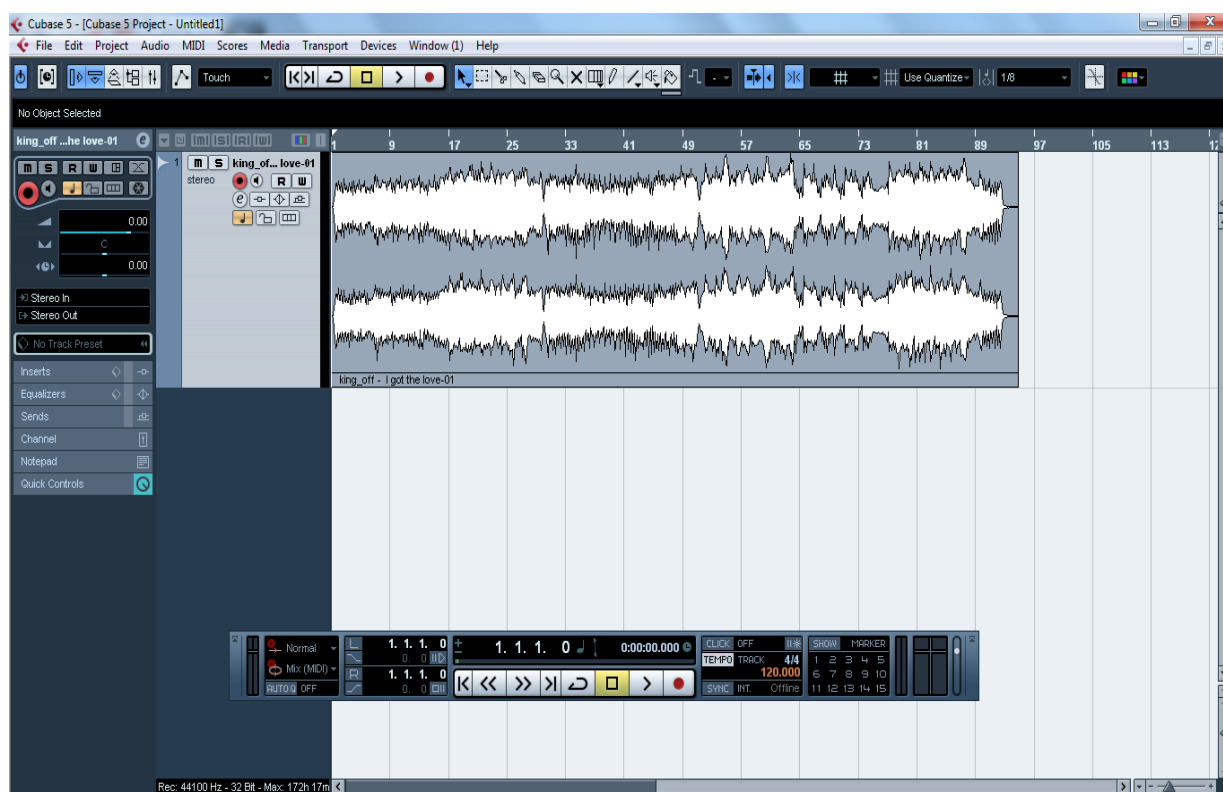 Cubase 5 - [Cubase 5 Project - Untitled1]
File Edit Project Audio MIDI Scores Media Transport Devices Window (1) Help
Touch Use Quantize 1/8
No Object Selected
king_off ...he love-01 e m S R W 1 9 17 25 33 41 49 57 65 73 81 89 97 105 113
m S R W 1 m S king_of... love-01
stereo R W
e
0.00
C
0.00
Stereo In
Stereo Out
No Track Preset
king_off - I got the love-01
Inserts
Equalizers
Sends
Channel
Notepad
Quick Controls
Normal L 1. 1. 1. 0 1. 1. 1. 0 0:00:00.000 CLICK OFF SHOW MARKER
0. 0 TEMPO TRACK 4/4 1 2 3 4 5
Mix (MIDI) R 1. 1. 1. 0 120.000 6 7 8 9 10
AUTO Q OFF 0. 0 SYNC INT. Offline 11 12 13 14 15
Rec: 44100 Hz - 32 Bit - Max: 172h 17m